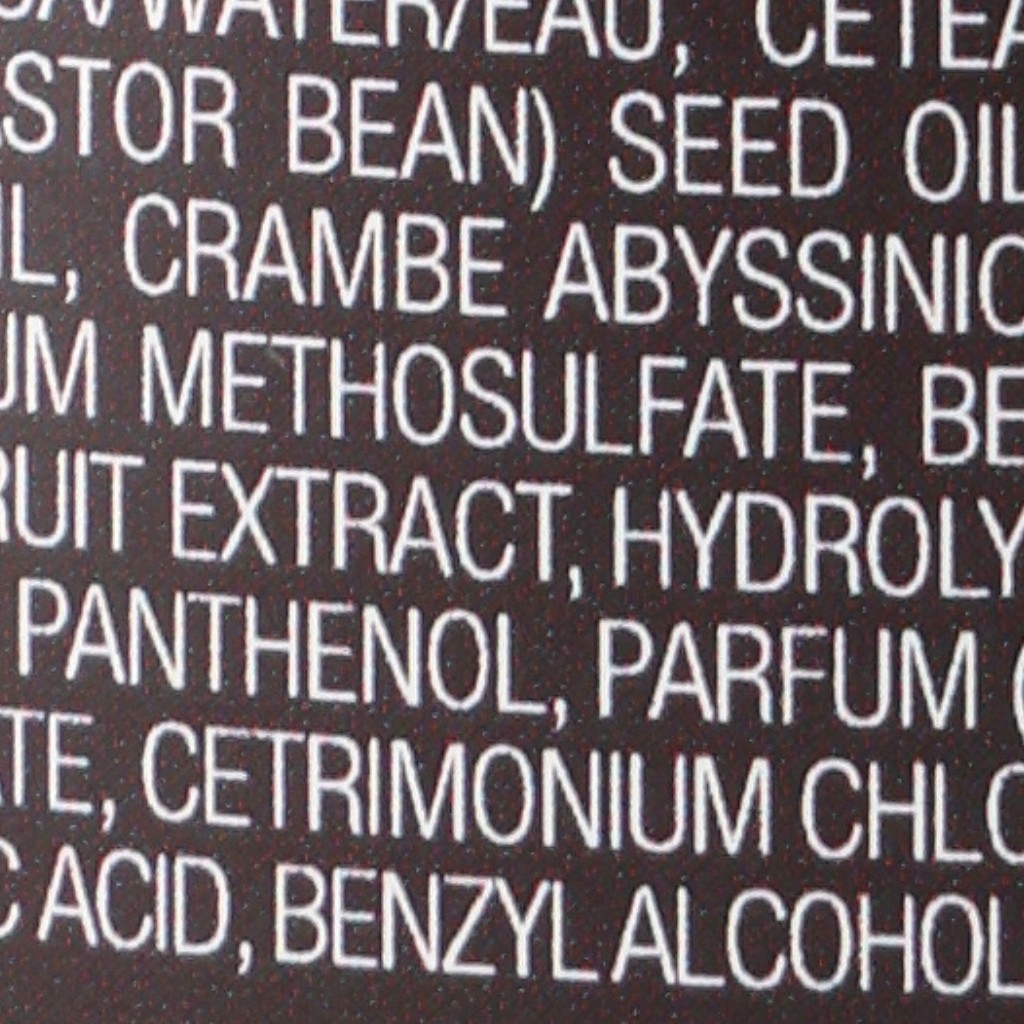 WATER/EAU, CETEA
STOR BEAN) SEED OIL
IL, CRAMBE ABYSSINIC
UM METHOSULFATE, BE
RUIT EXTRACT, HYDROLY
PANTHENOL, PARFUM (
TE, CETRIMONIUM CHLO
C ACID, BENZYL ALCOHOL